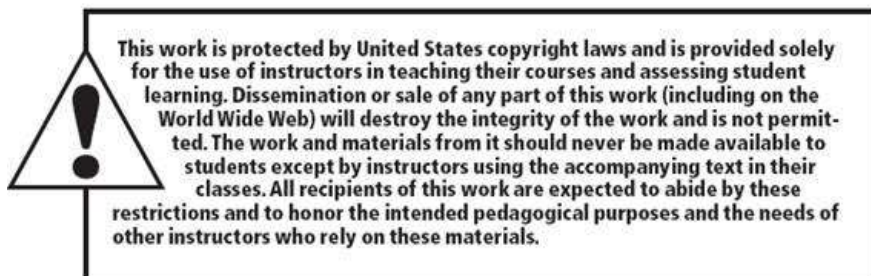 This work is protected by United States copyright laws and is provided solely
for the use of instructors in teaching their courses and assessing student
learning. Dissemination or sale of any part of this work (including on the
World Wide Web) will destroy the integrity of the work and is not permit-
ted. The work and materials from it should never be made available to
students except by instructors using the accompanying text in their
classes. All recipients of this work are expected to abide by these
restrictions and to honor the intended pedagogical purposes and the needs of
other instructors who rely on these materials.